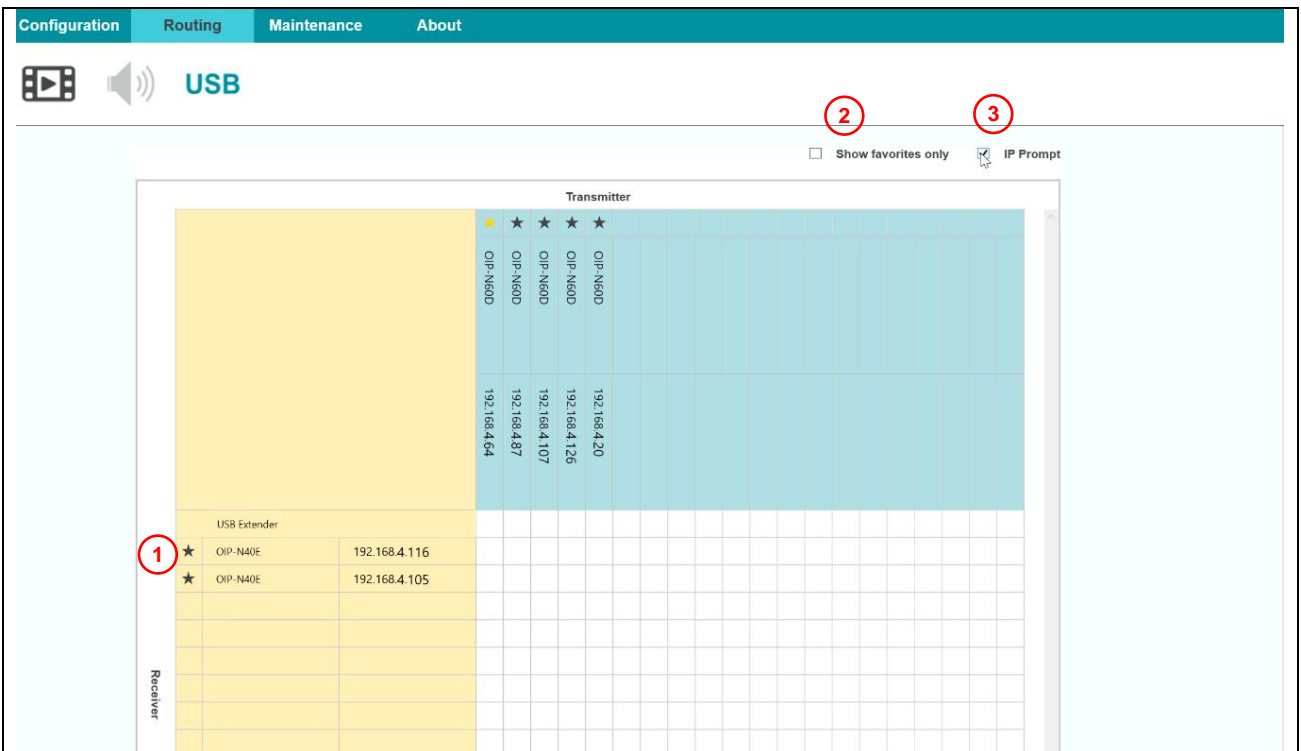 Configuration Routing Maintenance About
USB
2 3
Show favorites only IP Prompt
Transmitter
OIP-N60D OIP-N60D OIP-N60D OIP-N60D OIP-N60D
192.168.4.64 192.168.4.87 192.168.4.107 192.168.4.126 192.168.4.20
USB Extender
1 OIP-N40E 192.168.4.116
OIP-N40E 192.168.4.105
Receiver